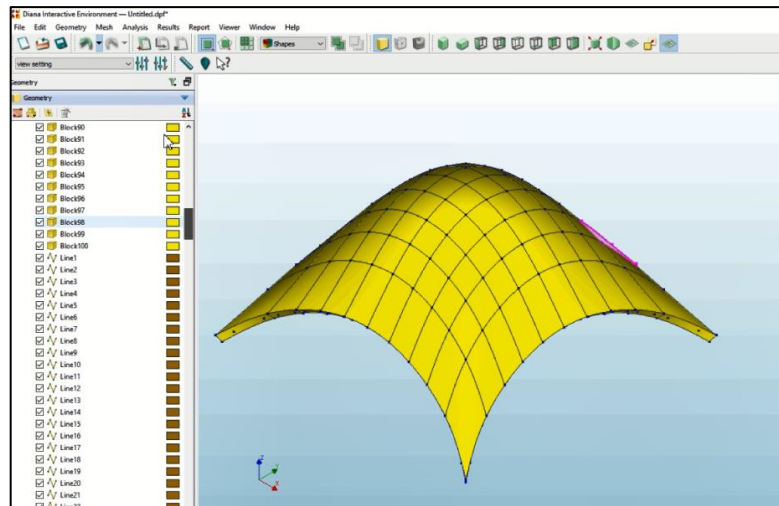 Diana Interactive Environment — Untitled.dpf*
File Edit Geometry Mesh Analysis Results Report Viewer Window Help
Shapes
view setting
Geometry
Geometry
Block90
Block91
Block92
Block93
Block94
Block95
Block96
Block97
Block98
Block99
Block100
Line1
Line2
Line3
Line4
Line5
Line6
Line7
Line8
Line9
Line10
Line11
Line12
Line13
Line14
Line15
Line16
Line17
Line18
Line19
Line20
Line21
Z
Y
X